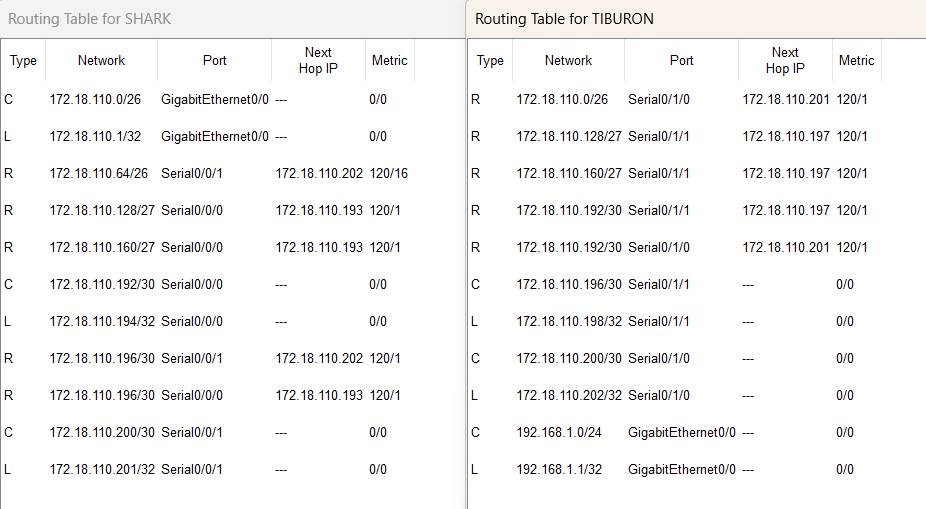 Routing Table for SHARK
Type Network Port Next Hop IP Metric
C 172.18.110.0/26 GigabitEthernet0/0 --- 0/0
L 172.18.110.1/32 GigabitEthernet0/0 --- 0/0
R 172.18.110.64/26 Serial0/0/1 172.18.110.202 120/16
R 172.18.110.128/27 Serial0/0/0 172.18.110.193 120/1
R 172.18.110.160/27 Serial0/0/0 172.18.110.193 120/1
C 172.18.110.192/30 Serial0/0/0 --- 0/0
L 172.18.110.194/32 Serial0/0/0 --- 0/0
R 172.18.110.196/30 Serial0/0/1 172.18.110.202 120/1
R 172.18.110.196/30 Serial0/0/0 172.18.110.193 120/1
C 172.18.110.200/30 Serial0/0/1 --- 0/0
L 172.18.110.201/32 Serial0/0/1 --- 0/0
Routing Table for TIBURON
Type Network Port Next Hop IP Metric
R 172.18.110.0/26 Serial0/1/0 172.18.110.201 120/1
R 172.18.110.128/27 Serial0/1/1 172.18.110.197 120/1
R 172.18.110.160/27 Serial0/1/1 172.18.110.197 120/1
R 172.18.110.192/30 Serial0/1/1 172.18.110.197 120/1
R 172.18.110.192/30 Serial0/1/0 172.18.110.201 120/1
C 172.18.110.196/30 Serial0/1/1 --- 0/0
L 172.18.110.198/32 Serial0/1/1 --- 0/0
C 172.18.110.200/30 Serial0/1/0 --- 0/0
L 172.18.110.202/32 Serial0/1/0 --- 0/0
C 192.168.1.0/24 GigabitEthernet0/0 --- 0/0
L 192.168.1.1/32 GigabitEthernet0/0 --- 0/0